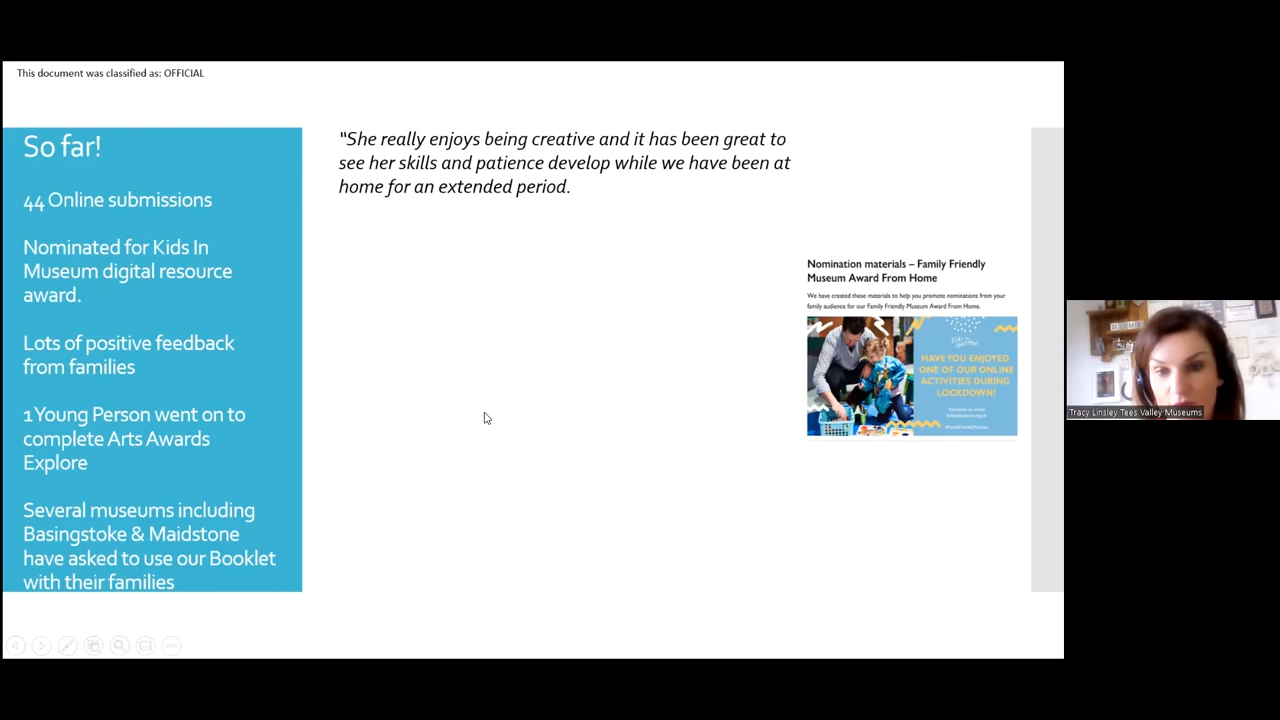 This document was classified as: OFFICIAL
So far!
44 Online submissions
Nominated for Kids In
Museum digital resource
award.
Lots of positive feedback
from families
1 Young Person went on to
complete Arts Awards
Explore
Several museums including
Basingstoke & Maidstone
have asked to use our Booklet
with their families
“She really enjoys being creative and it has been great to
see her skills and patience develop while we have been at
home for an extended period.
Nomination materials – Family Friendly
Museum Award From Home
We have created these materials to help you promote nominations from your
family audience for our Family Friendly Museum Award From Home.
HAVE YOU ENJOYED
ONE OF OUR ONLINE
ACTIVITIES DURING
LOCKDOWN?
Tracy Linsley Tees Valley Museums